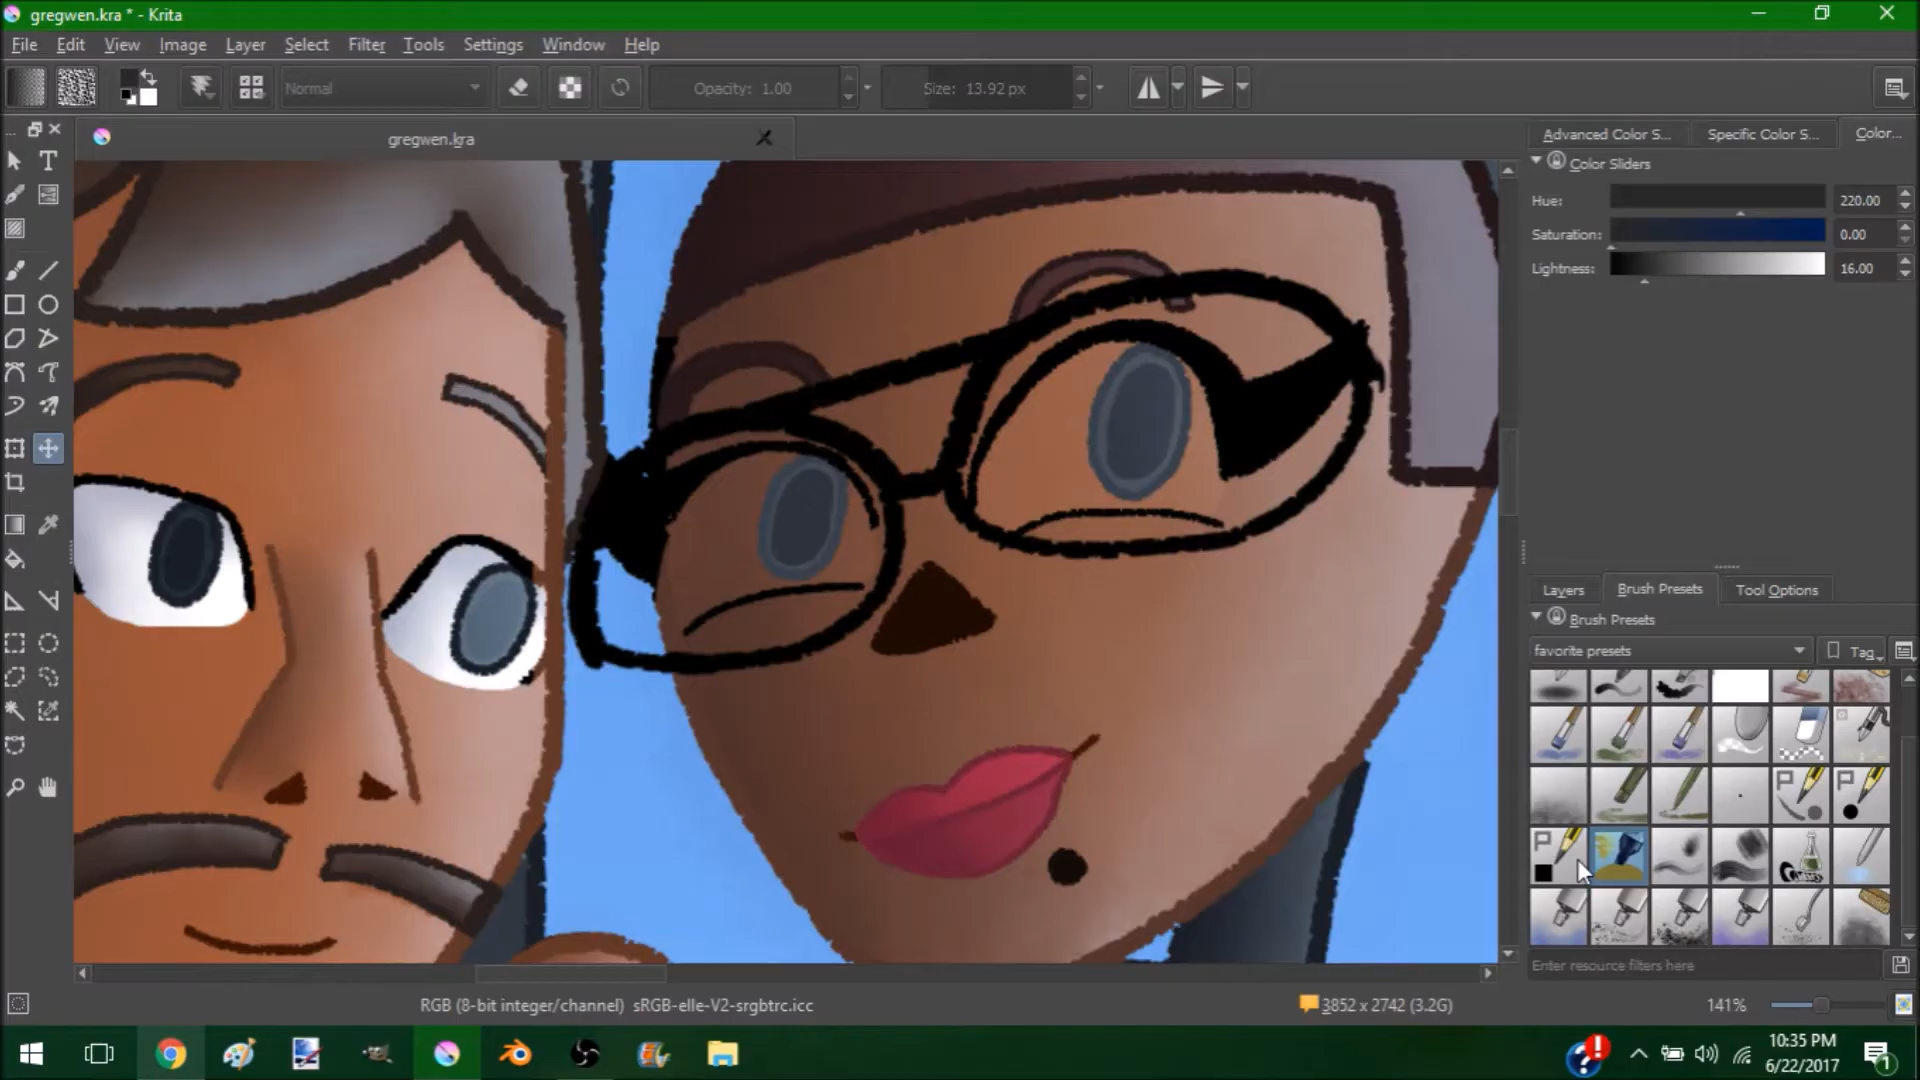 gregwen.kra * - Krita
File Edit View Image Layer Select Filter Tools Settings Window Help
Normal
Opacity: 1.00
Size: 13.92 px
gregwen.kra
Advanced Color S... Specific Color S... Color...
Color Sliders
Hue: 220.00
Saturation: 0.00
Lightness: 16.00
Layers Brush Presets Tool Options
Brush Presets
favorite presets Tag
P P
P
Enter resource filters here
RGB (8-bit integer/channel) sRGB-elle-V2-srgbtrc.icc 3852 x 2742 (3.2G) 141%
10:35 PM
6/22/2017
1